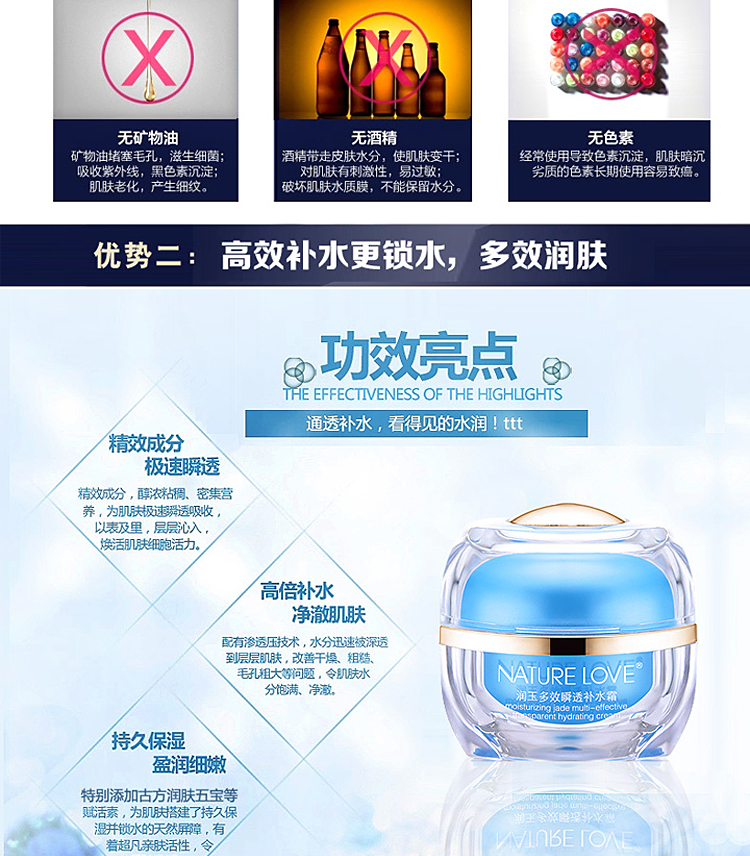 无矿物油
矿物油堵塞毛孔，滋生细菌；
吸收紫外线，黑色素沉淀；
肌肤老化，产生细纹。
无酒精
酒精带走皮肤水分，使肌肤变干；
对肌肤有刺激性，易过敏；
破坏肌肤水质膜，不能保留水分。
无色素
经常使用导致色素沉淀，肌肤暗沉
劣质的色素长期使用容易致癌。
优势二：高效补水更锁水，多效润肤
功效亮点
THE EFFECTIVENESS OF THE HIGHLIGHTS
通透补水，看得见的水润！ttt
精效成分
极速瞬透
精效成分，醇浓粘稠、密集营
养，为肌肤极速瞬透吸收，
以表及里，层层沁入，
焕活肌肤细胞活力。
高倍补水
净澈肌肤
配有渗透压技术，水分迅速被深透
到层层肌肤，改善干燥、粗糙、
毛孔粗大等问题，令肌肤水
分饱满、净澈。
持久保湿
盈润细嫩
特别添加古方润肤五宝等
赋活素，为肌肤搭建了持久保
湿并锁水的天然屏障，有
着超凡亲肤活性，令
NATURE LOVE®
润玉多效瞬透补水霜
moisturizing jade multi-effective
transparent hydrating cream